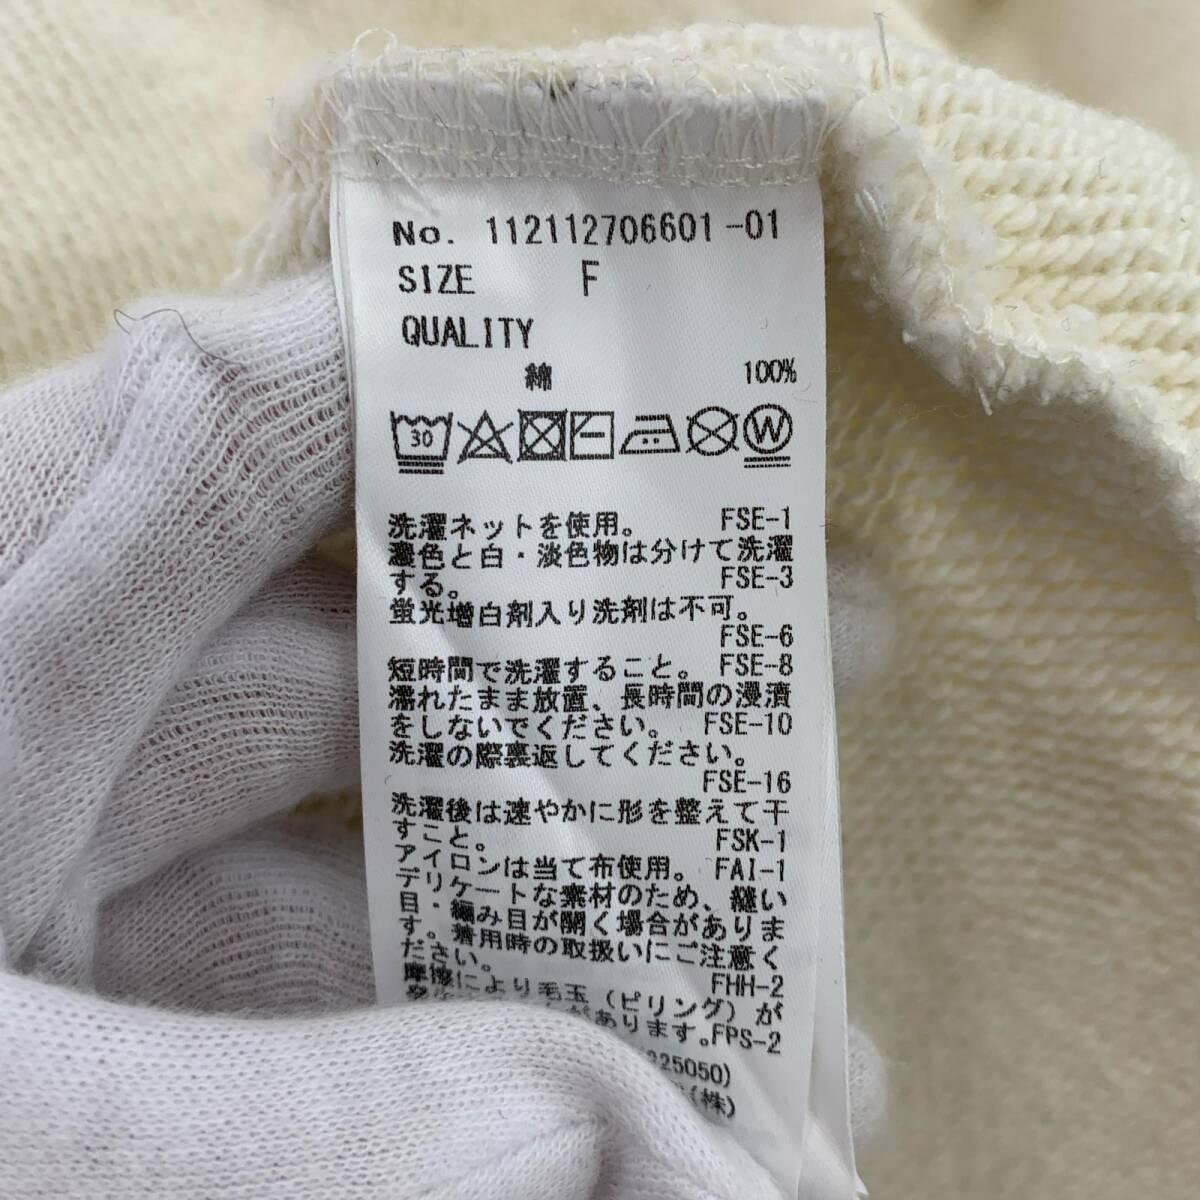 No. 112112706601-01
SIZE F
QUALITY
綿 100%
30 W
洗濯ネットを使用。 FSE-1
濃色と白・淡色物は分けて洗濯
する。 FSE-3
蛍光増白剤入り洗剤は不可。
FSE-6
短時間で洗濯すること。 FSE-8
濡れたまま放置、長時間の浸漬
をしないでください。 FSE-10
洗濯の際裏返してください。
FSE-16
洗濯後は速やかに形を整えて干
すこと。 FSK-1
アイロンは当て布使用。 FAI-1
デリケートな素材のため、縫い
目・編み目が開く場合がありま
す。着用時の取扱いにご注意く
ださい。 FHH-2
摩擦により毛玉(ピリング)が
があります。FPS-2
25050)
(株)